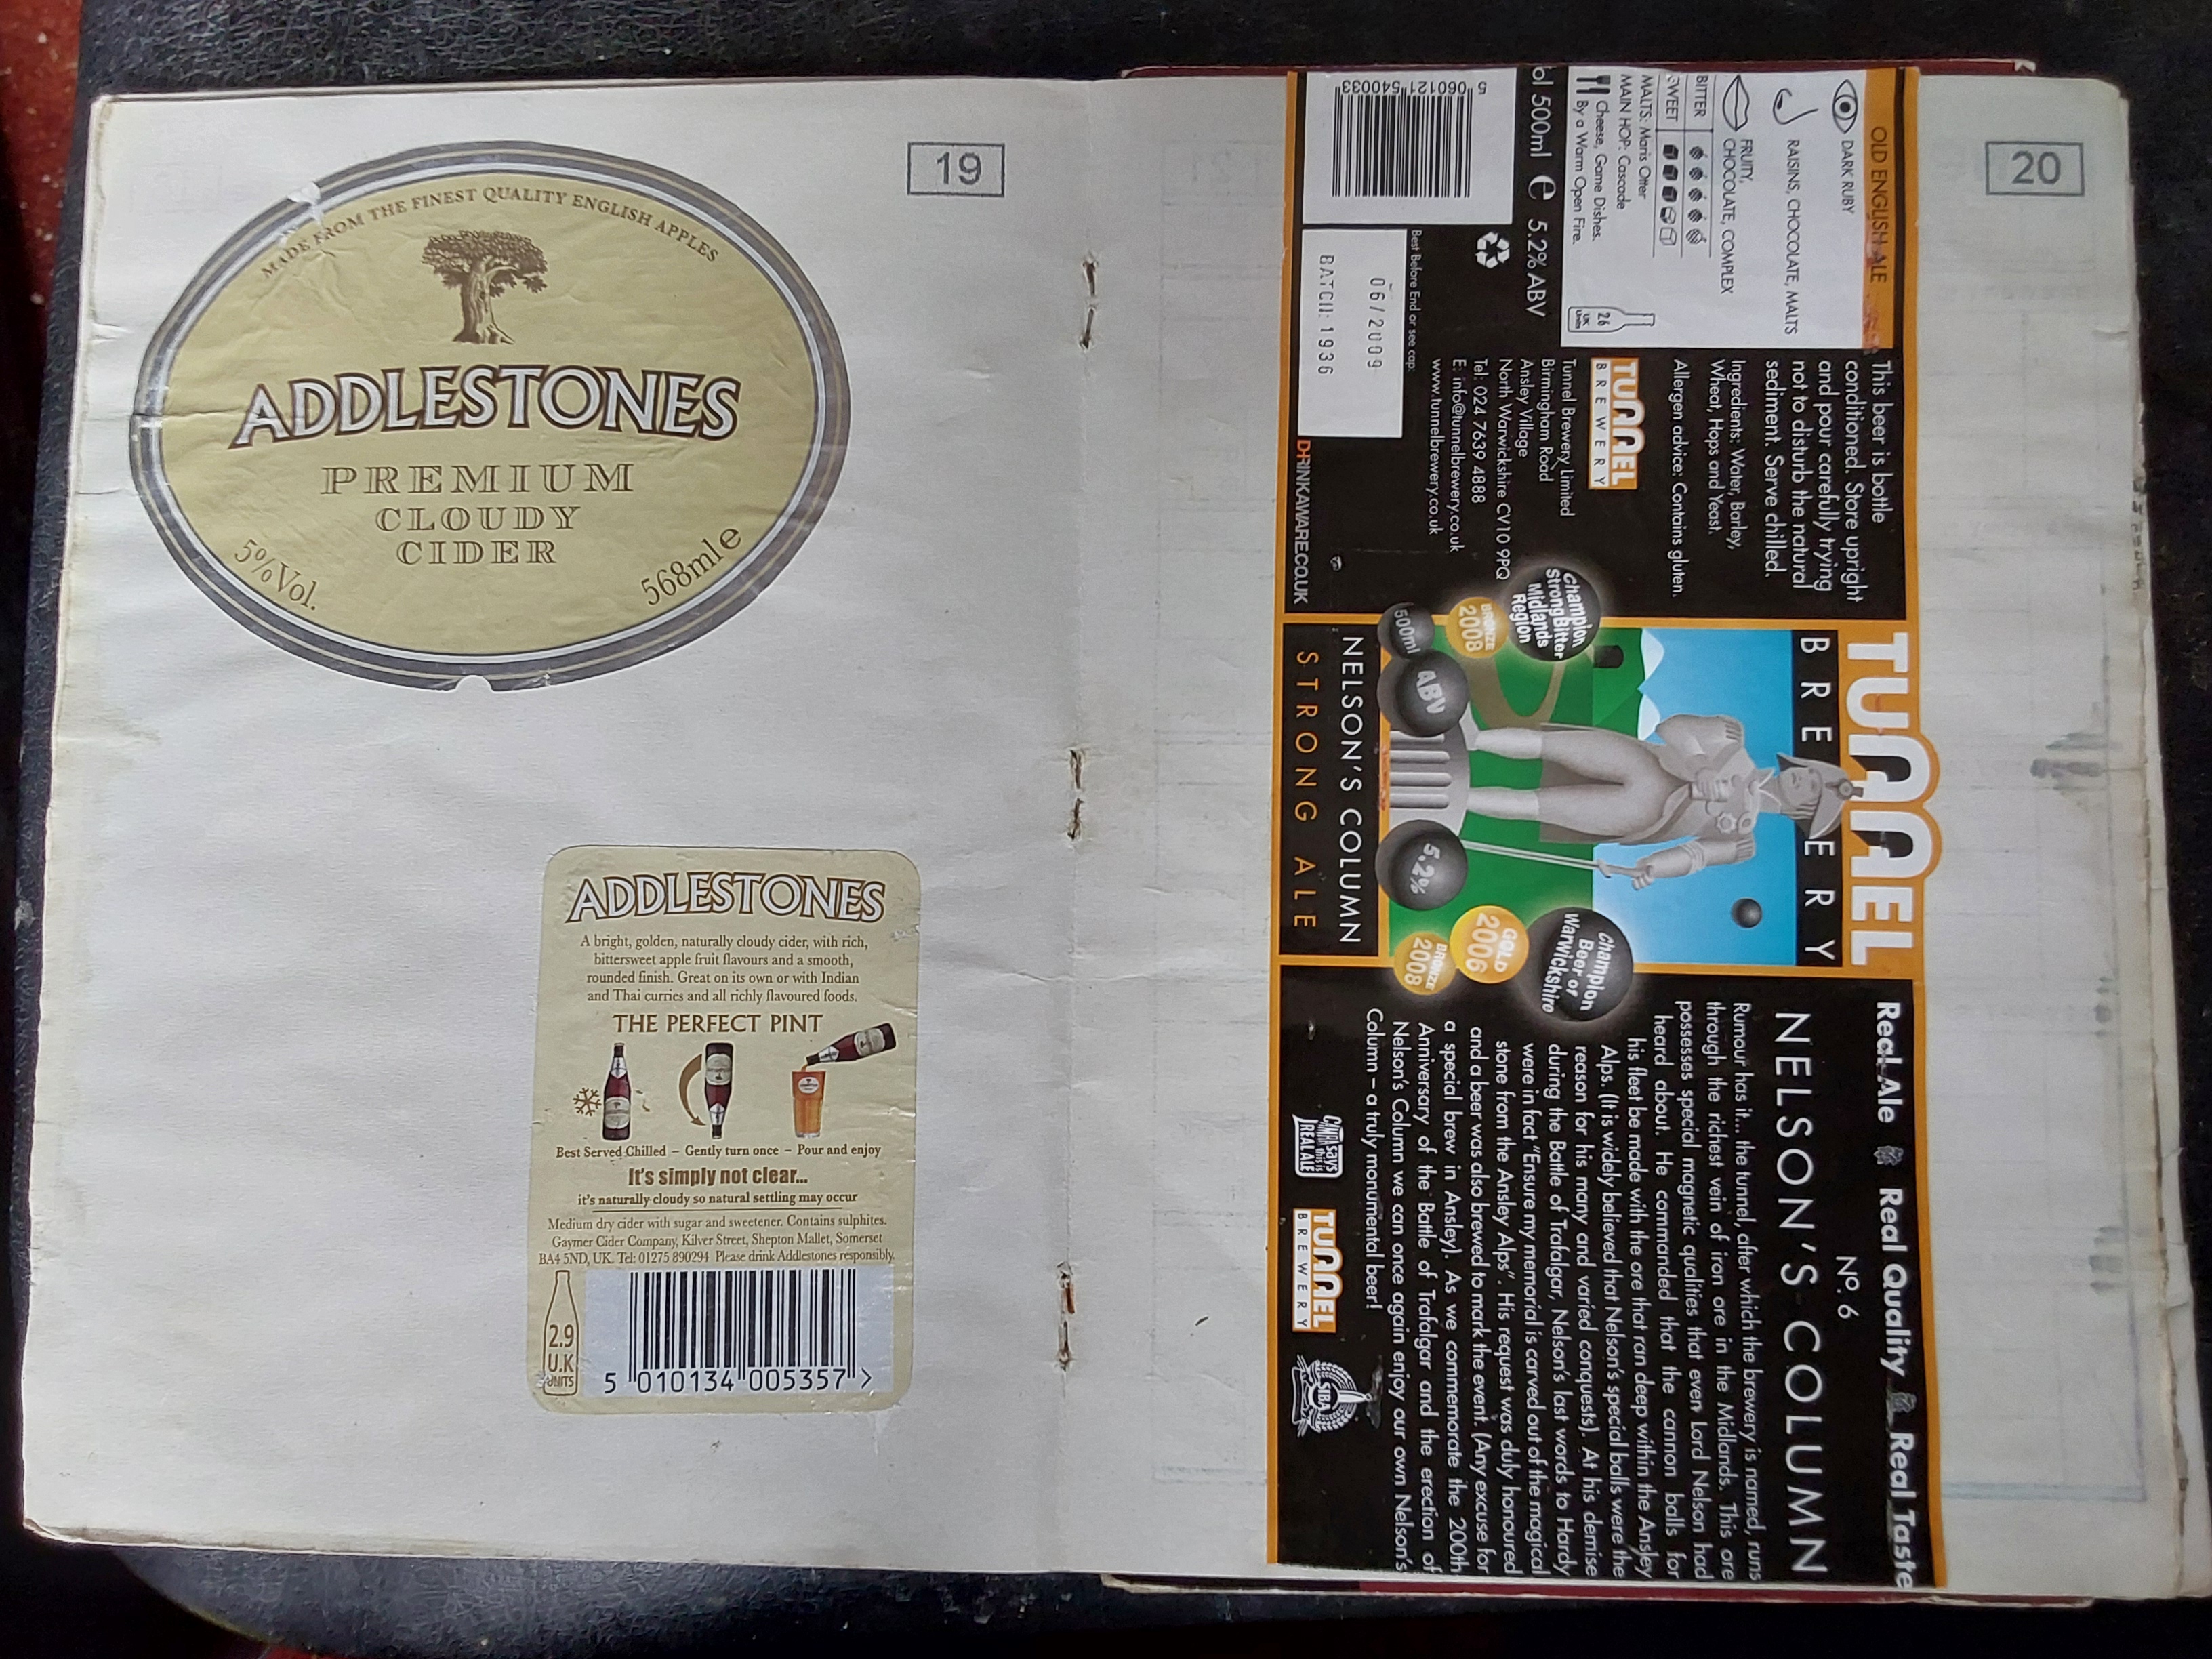 19
MADE FROM THE FINEST QUALITY ENGLISH APPLES
ADDLESTONES
PREMIUM
CLOUDY
CIDER
5%Vol.
568ml e
ADDLESTONES
A bright, golden, naturally cloudy cider, with rich,
bittersweet apple fruit flavours and a smooth,
rounded finish. Great on its own or with Indian
and Thai curries and all richly flavoured foods.
THE PERFECT PINT
Best Served Chilled – Gently turn once – Pour and enjoy
It's simply not clear...
it's naturally cloudy so natural settling may occur
Medium dry cider with sugar and sweetener. Contains sulphites.
Gaymer Cider Company, Kilver Street, Shepton Mallet, Somerset
BA4 5ND, UK. Tel: 01275 890294 Please drink Addlestones responsibly.
2.9
U.K
UNITS
5 010134 005357 >
20
OLD ENGLISH ALE
DARK RUBY
RAISINS, CHOCOLATE, MALTS
FRUITY,
CHOCOLATE, COMPLEX
BITTER
SWEET
MALTS: Maris Otter
MAIN HOP: Cascade
Cheese, Game Dishes.
By a Warm Open Fire.
26
UK
Units
ol 500ml e 5.2% ABV
5 060121 540033
Best Before End or see cap:
06/2009
BATCH: 1936
This beer is bottle
conditioned. Store upright
and pour carefully trying
not to disturb the natural
sediment. Serve chilled.
Ingredients: Water, Barley,
Wheat, Hops and Yeast.
Allergen advice: Contains gluten.
TUNNEL
BREWERY
Tunnel Brewery Limited
Birmingham Road
Ansley Village
North Warwickshire CV10 9PQ
Tel: 024 7639 4888
E: info@tunnelbrewery.co.uk
www.tunnelbrewery.co.uk
DRINKAWARE.CO.UK
TUNNEL
BRE ERY
Champion
Strong Bitter
Midlands
Region
BRONZE
2008
500ml
ABV
5.2%
Champion
Beer of
Warwickshire
GOLD
2006
BRONZE
2008
NELSON'S COLUMN
STRONG ALE
Real Ale Real Quality Real Taste
Nº. 6
NELSON'S COLUMN
Rumour has it... the tunnel, after which the brewery is named, runs
through the richest vein of iron ore in the Midlands. This ore
possesses special magnetic qualities that even Lord Nelson had
heard about. He commanded that the cannon balls for
his fleet be made with the ore that ran deep within the Ansley
Alps. (It is widely believed that Nelson's special balls were the
reason for his many and varied conquests). At his demise
during the Battle of Trafalgar, Nelson's last words to Hardy
were in fact "Ensure my memorial is carved out of the magical
stone from the Ansley Alps". His request was duly honoured
and a beer was also brewed to mark the event. (Any excuse for
a special brew in Ansley). As we commemorate the 200th
Anniversary of the Battle of Trafalgar and the erection of
Nelson's Column we can once again enjoy our own Nelson's
Column – a truly monumental beer!
CAMRA says
this is
REAL ALE
TUNNEL
BREWERY
SIBA